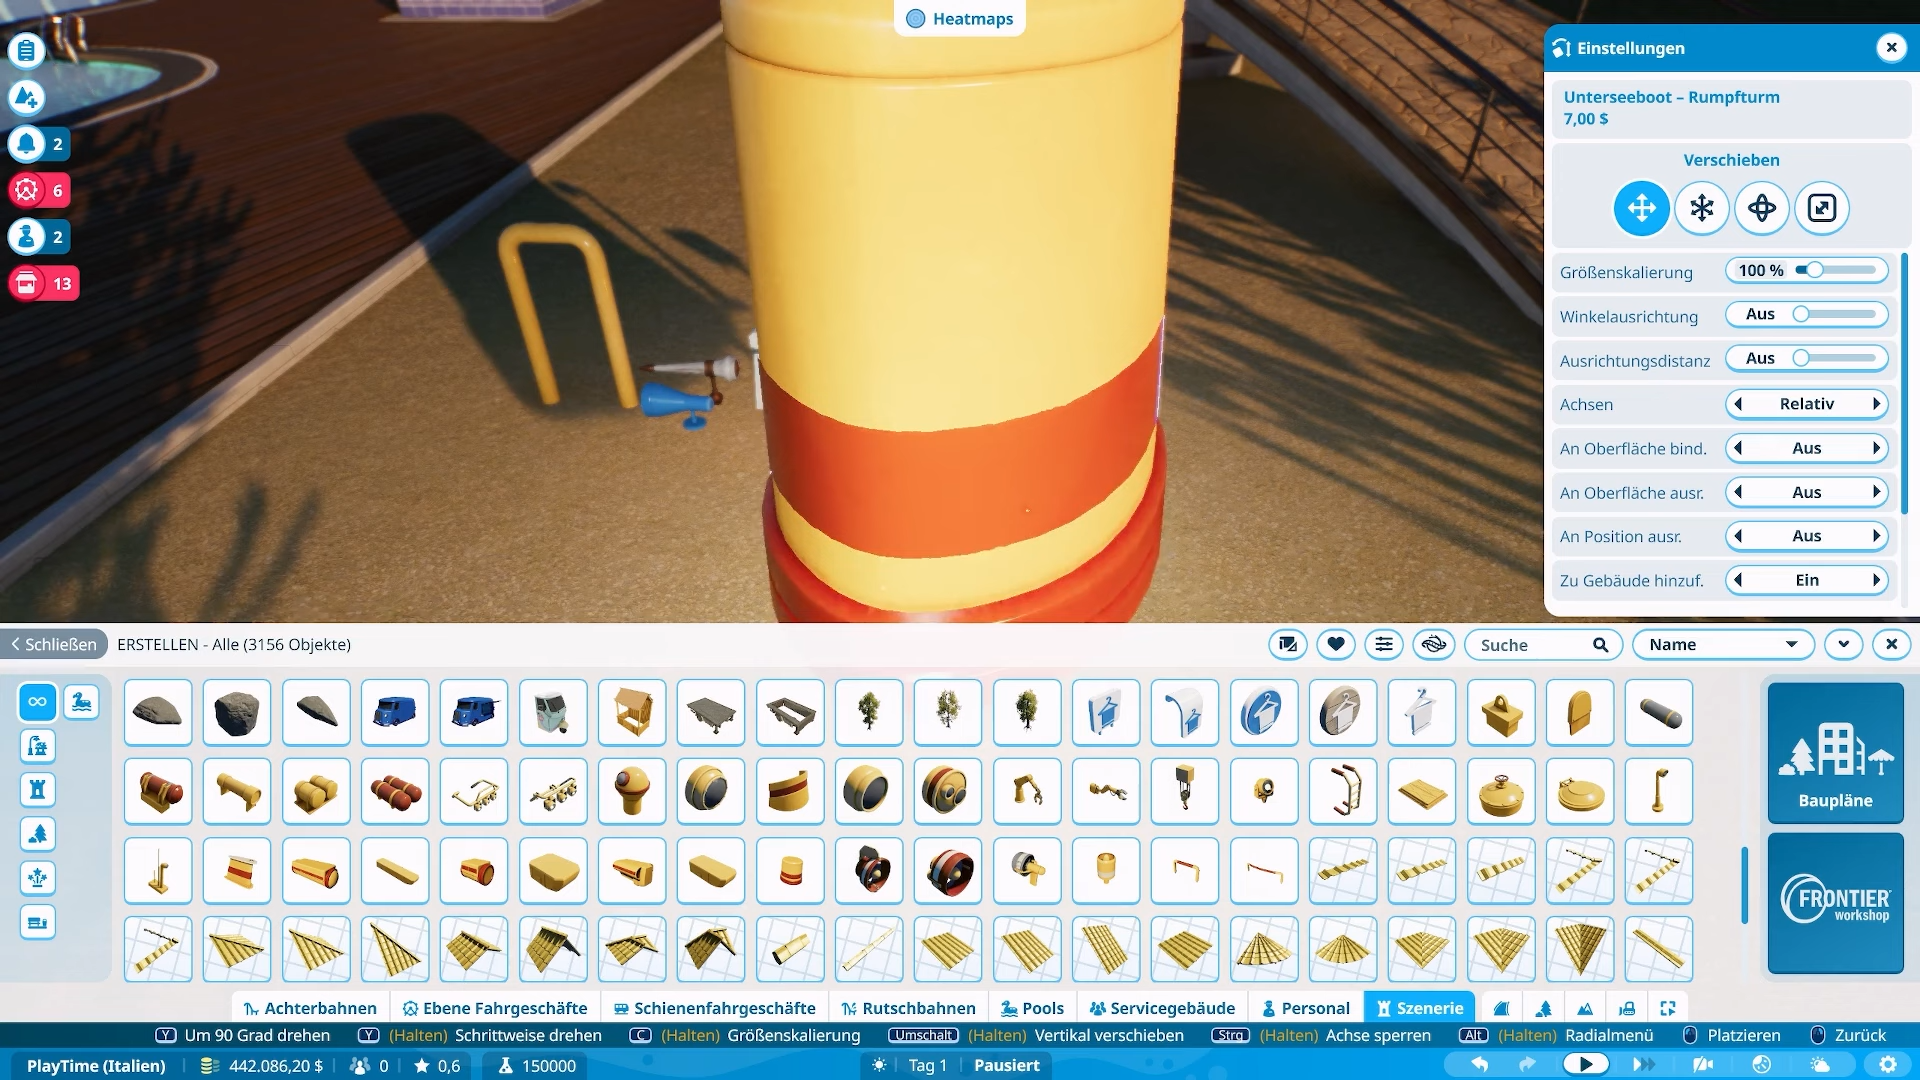 Heatmaps
2
6
2
13
Einstellungen
Unterseeboot – Rumpfturm
7,00 $
Verschieben
Größenskalierung 100 %
Winkelausrichtung Aus
Ausrichtungsdistanz Aus
Achsen Relativ
An Oberfläche bind. Aus
An Oberfläche ausr. Aus
An Position ausr. Aus
Zu Gebäude hinzuf. Ein
Schließen ERSTELLEN - Alle (3156 Objekte) Suche Name
Baupläne
FRONTIER
workshop
Achterbahnen Ebene Fahrgeschäfte Schienenfahrgeschäfte Rutschbahnen Pools Servicegebäude Personal Szenerie
Y Um 90 Grad drehen Y (Halten) Schrittweise drehen C (Halten) Größenskalierung Umschalt (Halten) Vertikal verschieben Strg (Halten) Achse sperren Alt (Halten) Radialmenü Platzieren Zurück
PlayTime (Italien) 442.086,20 $ 0 0,6 150000 Tag 1 Pausiert